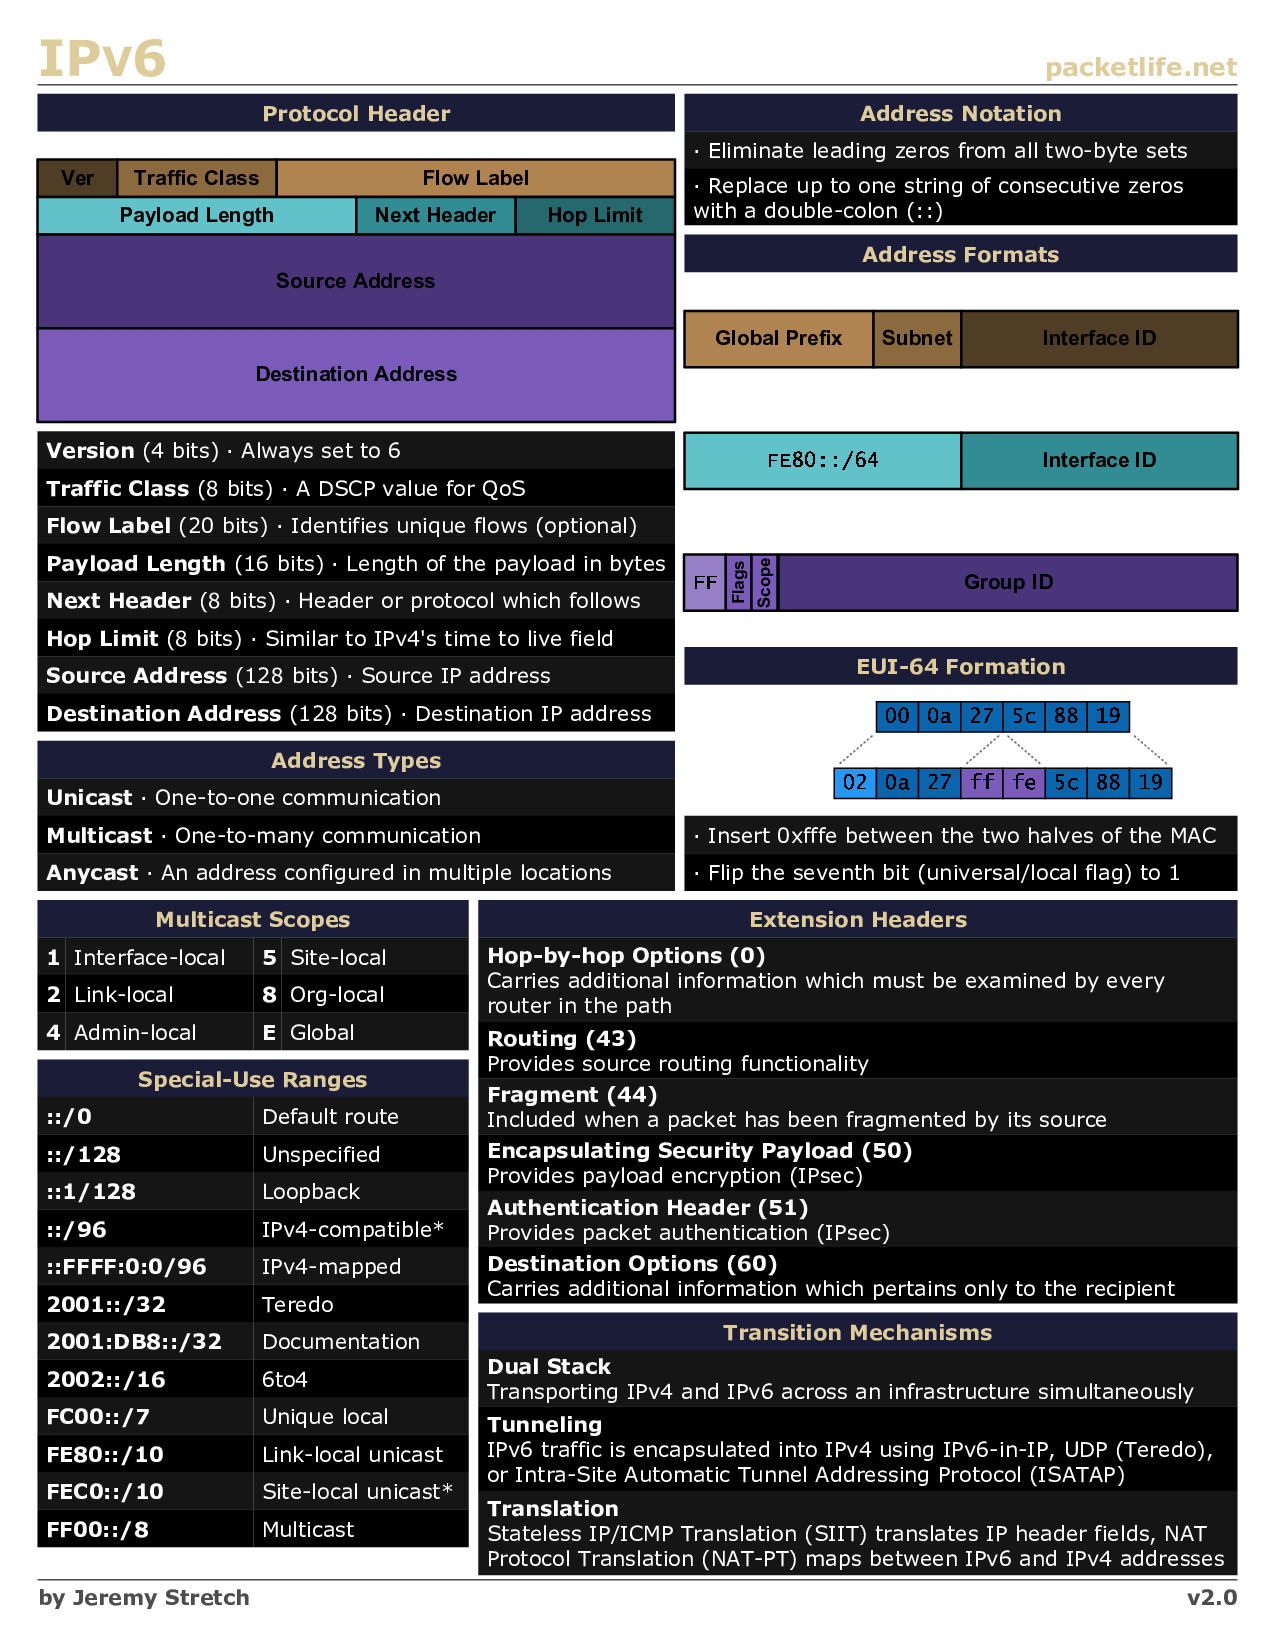 IPv6
packetlife.net
Protocol Header
Ver Traffic Class Flow Label
Payload Length Next Header Hop Limit
Source Address
Destination Address
Version (4 bits) · Always set to 6
Traffic Class (8 bits) · A DSCP value for QoS
Flow Label (20 bits) · Identifies unique flows (optional)
Payload Length (16 bits) · Length of the payload in bytes
Next Header (8 bits) · Header or protocol which follows
Hop Limit (8 bits) · Similar to IPv4's time to live field
Source Address (128 bits) · Source IP address
Destination Address (128 bits) · Destination IP address
Address Types
Unicast · One-to-one communication
Multicast · One-to-many communication
Anycast · An address configured in multiple locations
Address Notation
· Eliminate leading zeros from all two-byte sets
· Replace up to one string of consecutive zeros
with a double-colon (::)
Address Formats
Global Prefix Subnet Interface ID
FE80::/64 Interface ID
FF Flags Scope Group ID
EUI-64 Formation
00 0a 27 5c 88 19
02 0a 27 ff fe 5c 88 19
· Insert 0xfffe between the two halves of the MAC
· Flip the seventh bit (universal/local flag) to 1
Multicast Scopes
1 Interface-local 5 Site-local
2 Link-local 8 Org-local
4 Admin-local E Global
Special-Use Ranges
::/0 Default route
::/128 Unspecified
::1/128 Loopback
::/96 IPv4-compatible*
::FFFF:0:0/96 IPv4-mapped
2001::/32 Teredo
2001:DB8::/32 Documentation
2002::/16 6to4
FC00::/7 Unique local
FE80::/10 Link-local unicast
FEC0::/10 Site-local unicast*
FF00::/8 Multicast
Extension Headers
Hop-by-hop Options (0)
Carries additional information which must be examined by every
router in the path
Routing (43)
Provides source routing functionality
Fragment (44)
Included when a packet has been fragmented by its source
Encapsulating Security Payload (50)
Provides payload encryption (IPsec)
Authentication Header (51)
Provides packet authentication (IPsec)
Destination Options (60)
Carries additional information which pertains only to the recipient
Transition Mechanisms
Dual Stack
Transporting IPv4 and IPv6 across an infrastructure simultaneously
Tunneling
IPv6 traffic is encapsulated into IPv4 using IPv6-in-IP, UDP (Teredo),
or Intra-Site Automatic Tunnel Addressing Protocol (ISATAP)
Translation
Stateless IP/ICMP Translation (SIIT) translates IP header fields, NAT
Protocol Translation (NAT-PT) maps between IPv6 and IPv4 addresses
by Jeremy Stretch
v2.0